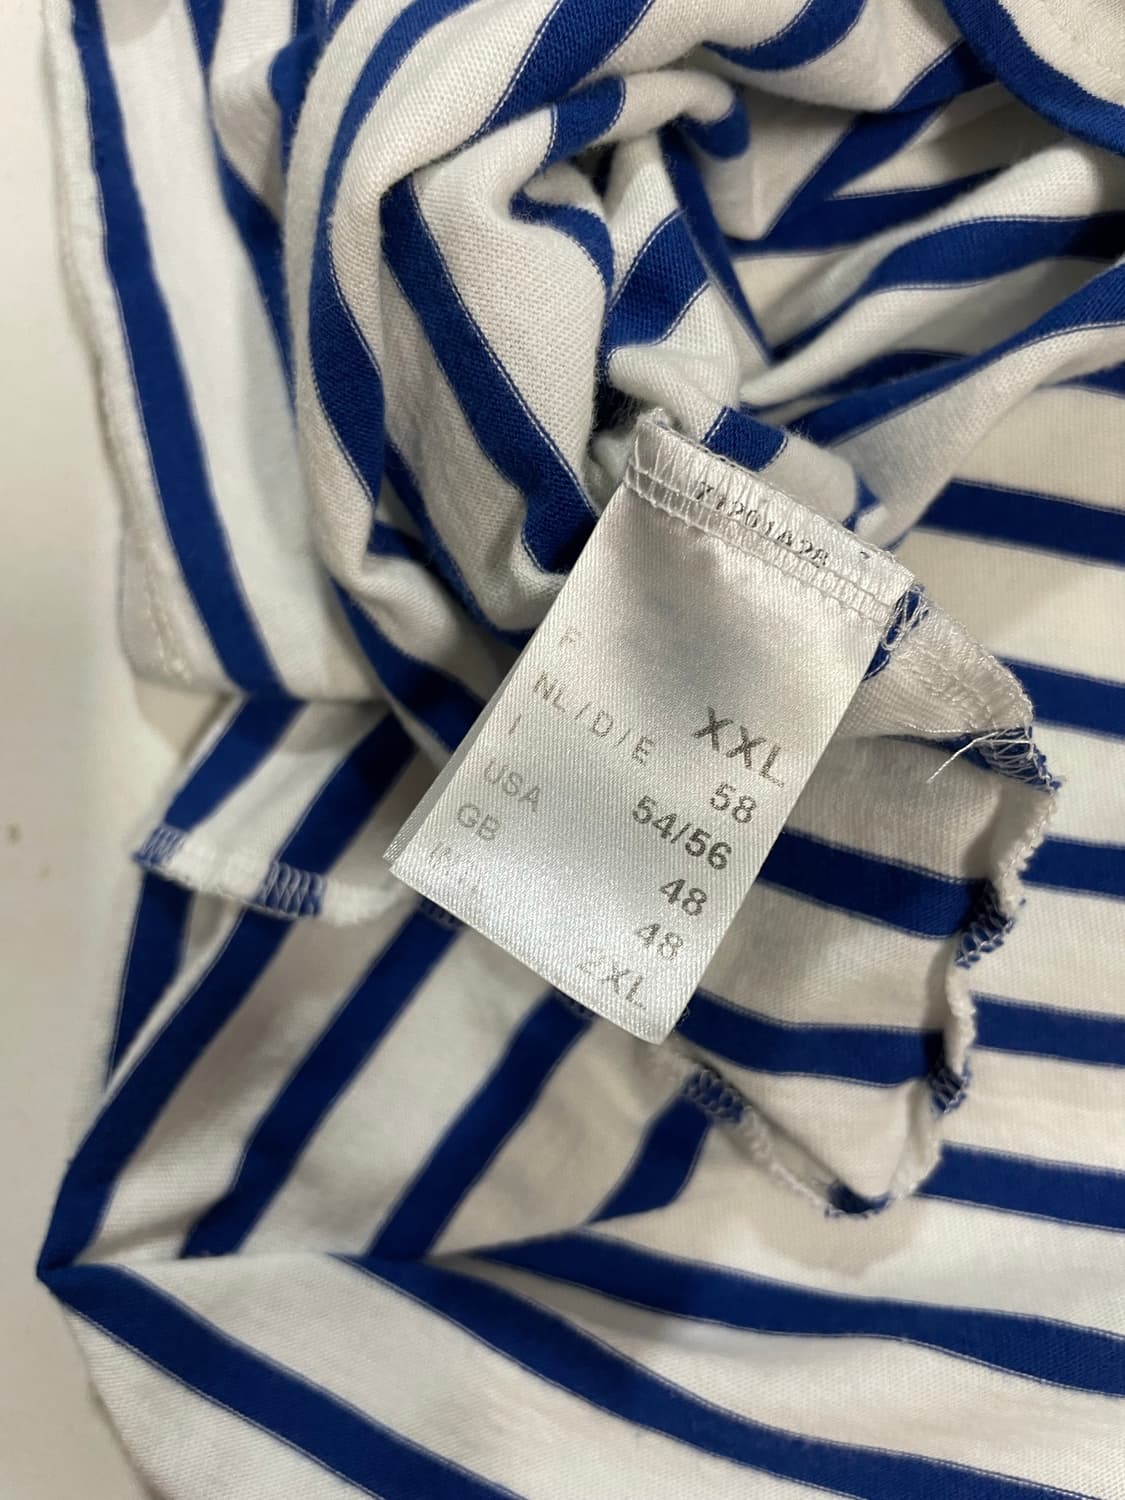 F XXL
NL/D/E 58
I 54/56
USA 48
GB 48
2XL